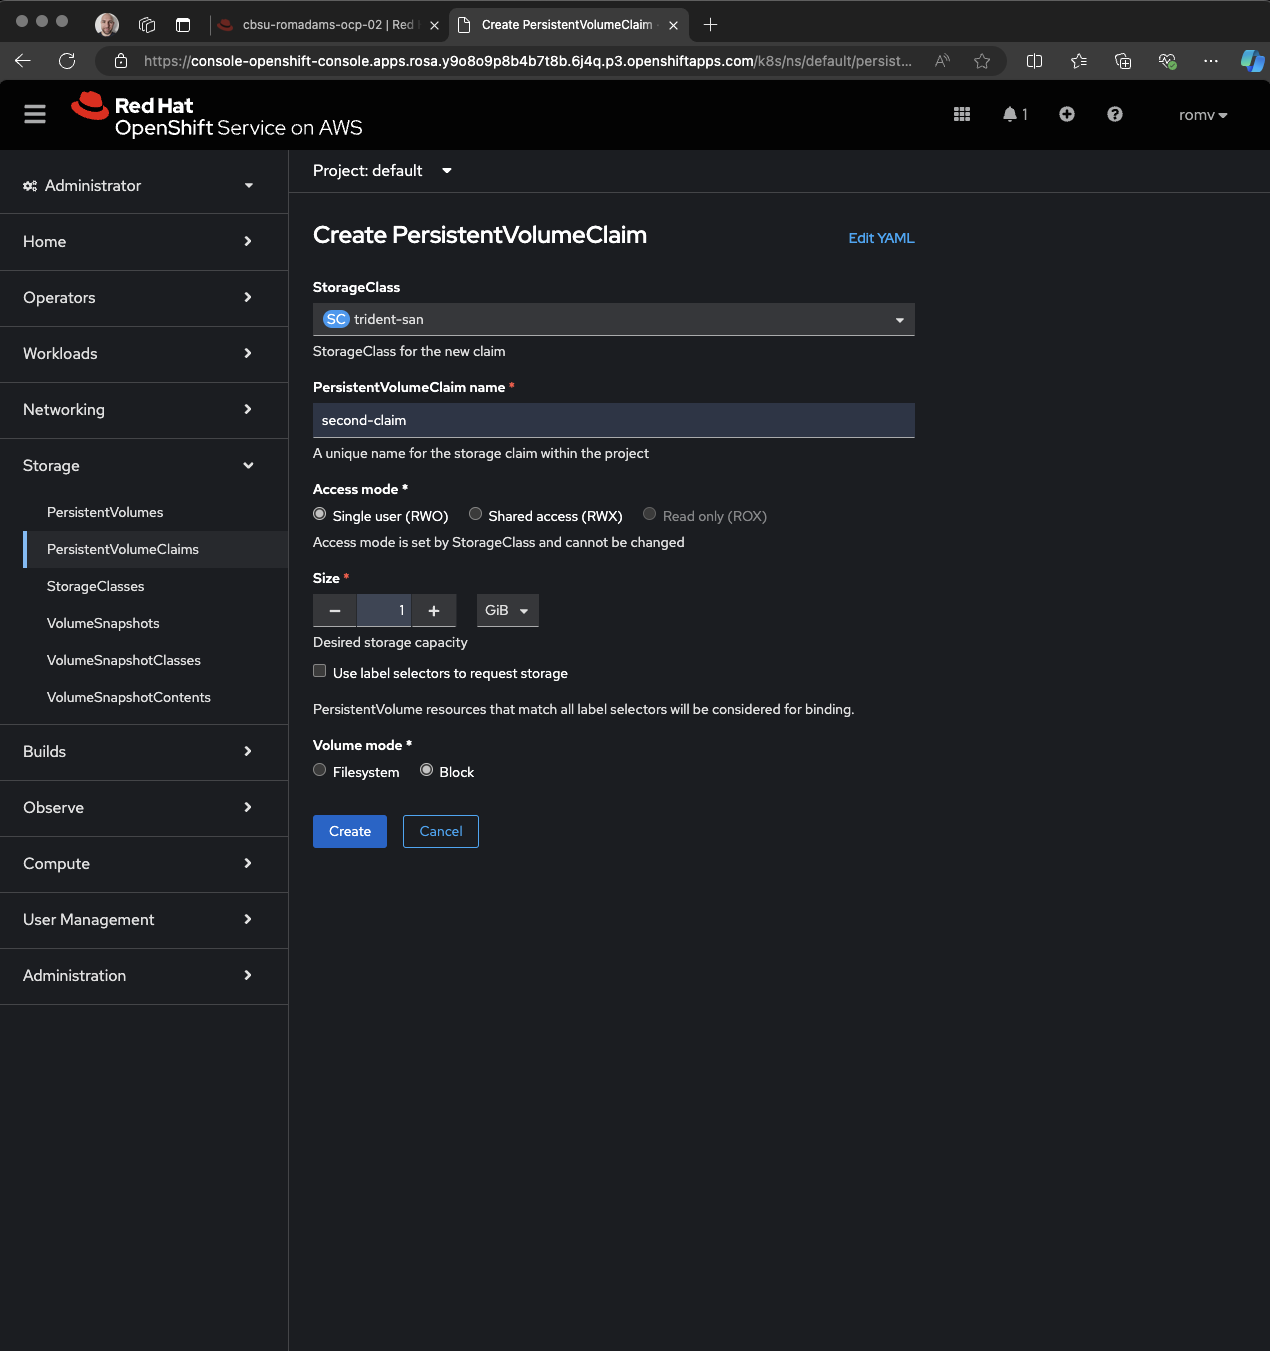 cbsu-romadams-ocp-02 | Red
Create PersistentVolumeClaim
https://console-openshift-console.apps.rosa.y9o8o9p8b4b7t8b.6j4q.p3.openshiftapps.com/k8s/ns/default/persist...
Red Hat
OpenShift Service on AWS
1
romv
Administrator
Home
Operators
Workloads
Networking
Storage
PersistentVolumes
PersistentVolumeClaims
StorageClasses
VolumeSnapshots
VolumeSnapshotClasses
VolumeSnapshotContents
Builds
Observe
Compute
User Management
Administration
Project: default
Create PersistentVolumeClaim
Edit YAML
StorageClass
SC trident-san
StorageClass for the new claim
PersistentVolumeClaim name *
second-claim
A unique name for the storage claim within the project
Access mode *
Single user (RWO) Shared access (RWX) Read only (ROX)
Access mode is set by StorageClass and cannot be changed
Size *
1 GiB
Desired storage capacity
Use label selectors to request storage
PersistentVolume resources that match all label selectors will be considered for binding.
Volume mode *
Filesystem Block
Create Cancel